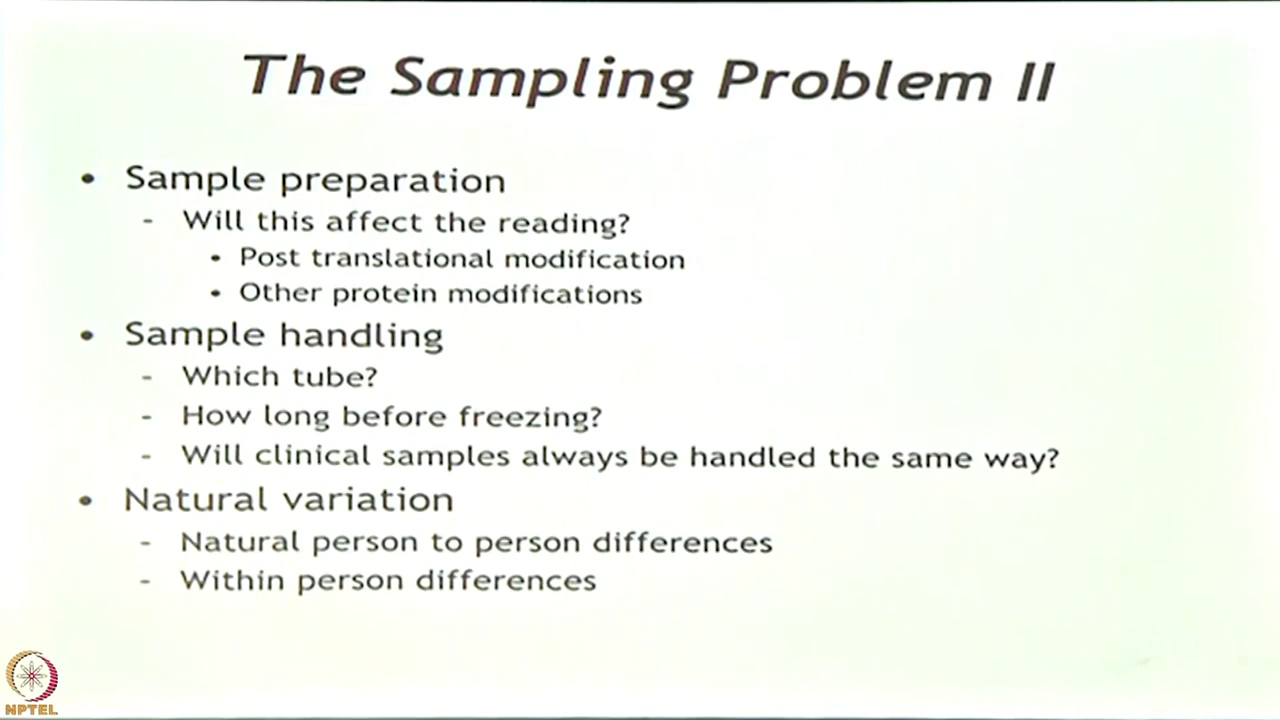 The Sampling Problem II
• Sample preparation
- Will this affect the reading?
• Post translational modification
• Other protein modifications
• Sample handling
- Which tube?
- How long before freezing?
- Will clinical samples always be handled the same way?
• Natural variation
- Natural person to person differences
- Within person differences
NPTEL